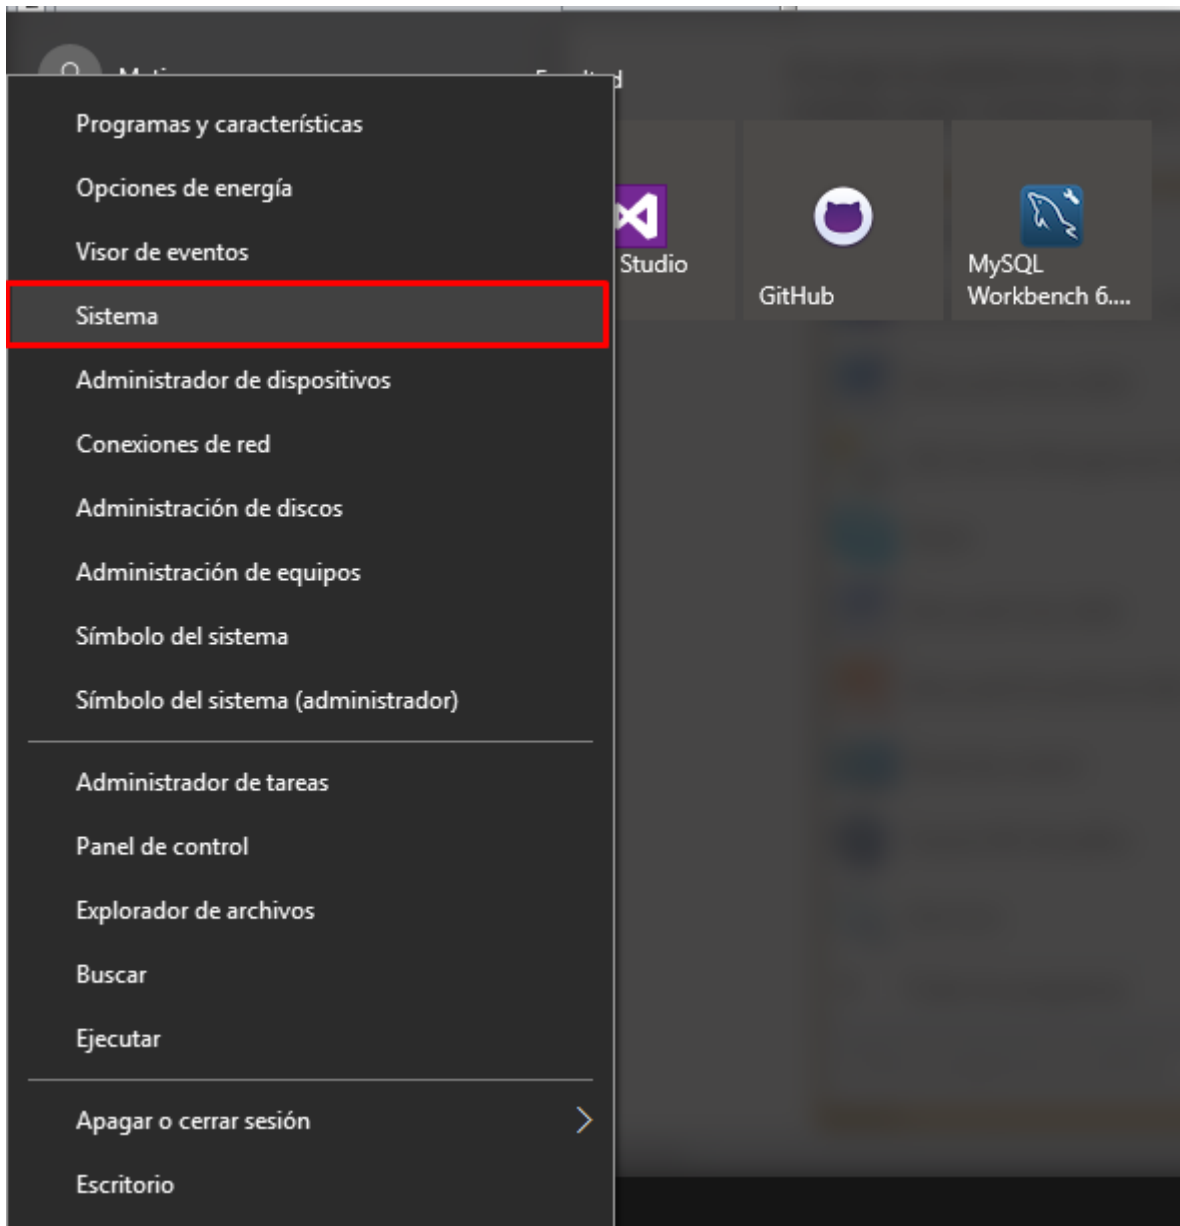 Programas y características
Opciones de energía
Visor de eventos
Sistema
Administrador de dispositivos
Conexiones de red
Administración de discos
Administración de equipos
Símbolo del sistema
Símbolo del sistema (administrador)
Administrador de tareas
Panel de control
Explorador de archivos
Buscar
Ejecutar
Apagar o cerrar sesión
Escritorio
Studio
GitHub
MySQL
Workbench 6....